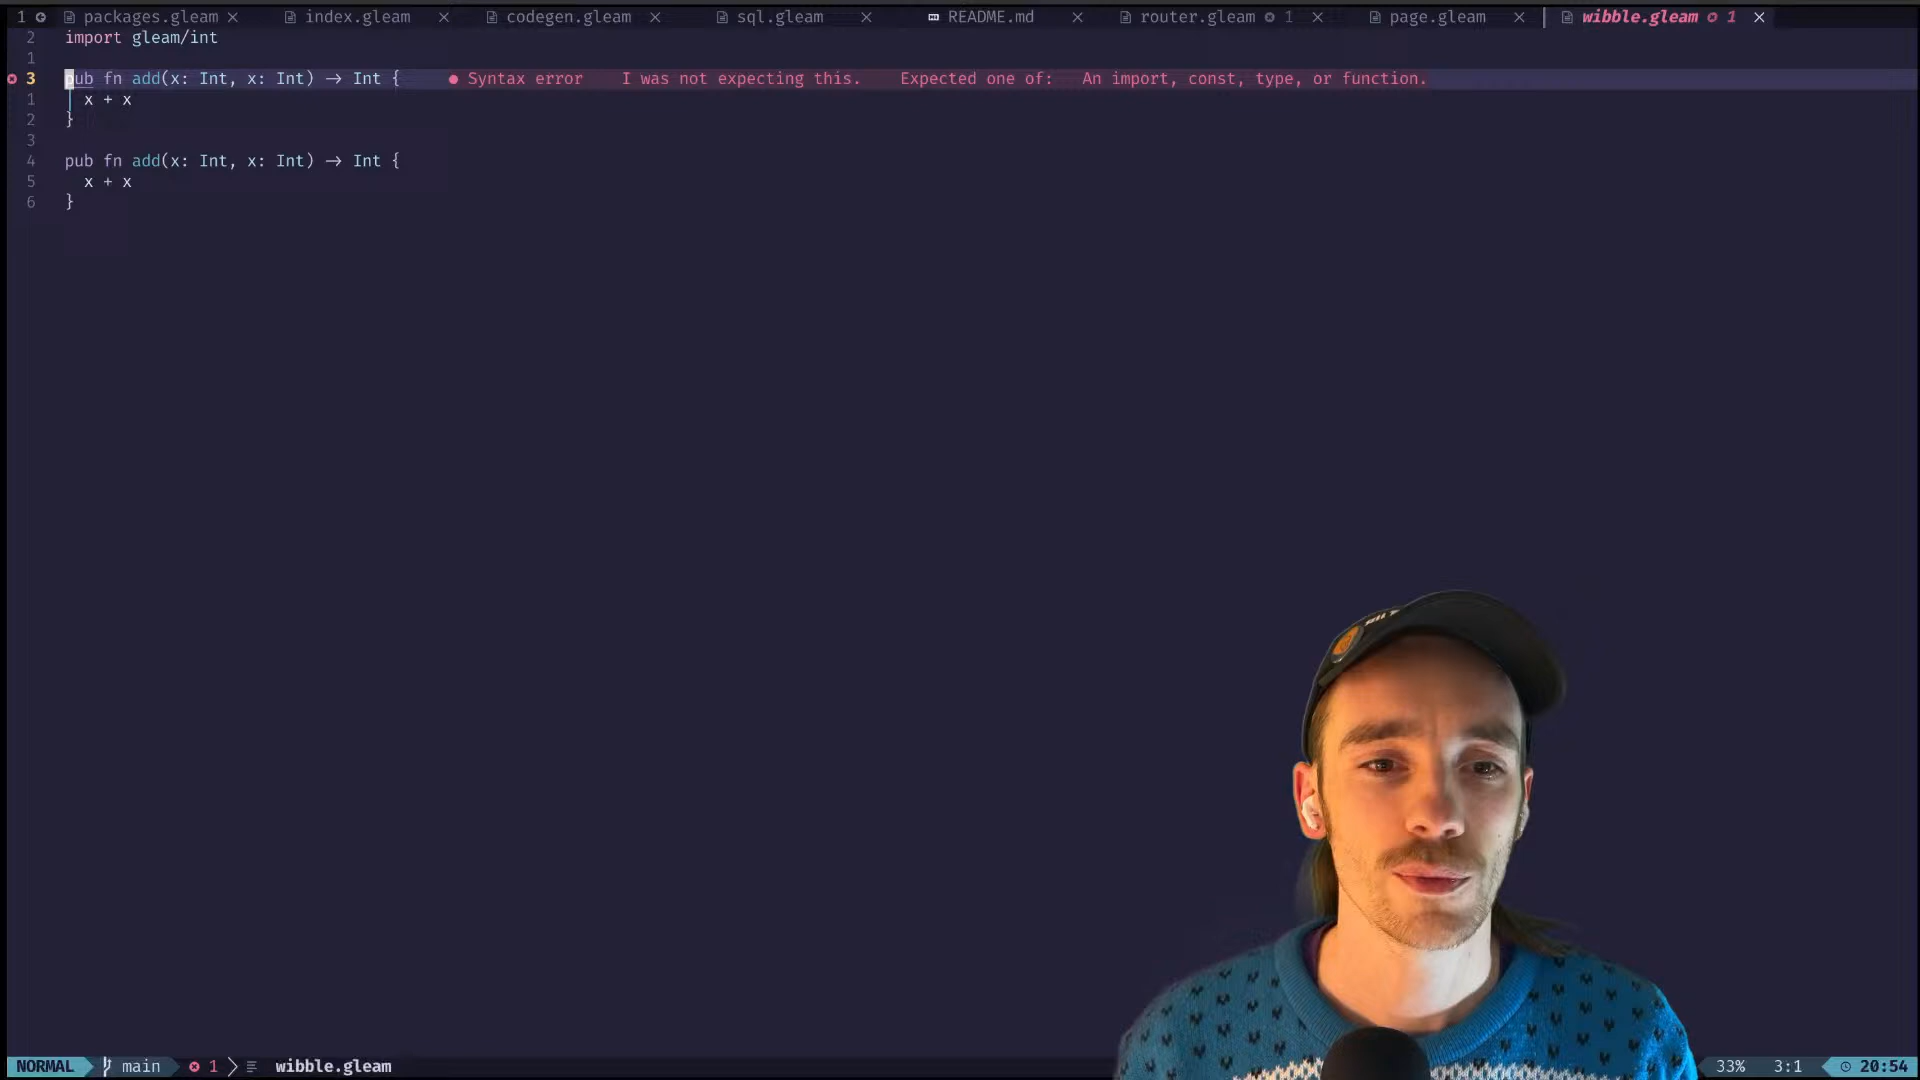 1 packages.gleam index.gleam codegen.gleam sql.gleam README.md router.gleam 1 page.gleam wibble.gleam 1
2 import gleam/int
1
3 pub fn add(x: Int, x: Int) → Int { ● Syntax error I was not expecting this. Expected one of: An import, const, type, or function.
1 x + x
2 }
3
4 pub fn add(x: Int, x: Int) → Int {
5 x + x
6 }
NORMAL main 1 wibble.gleam 33% 3:1 20:54